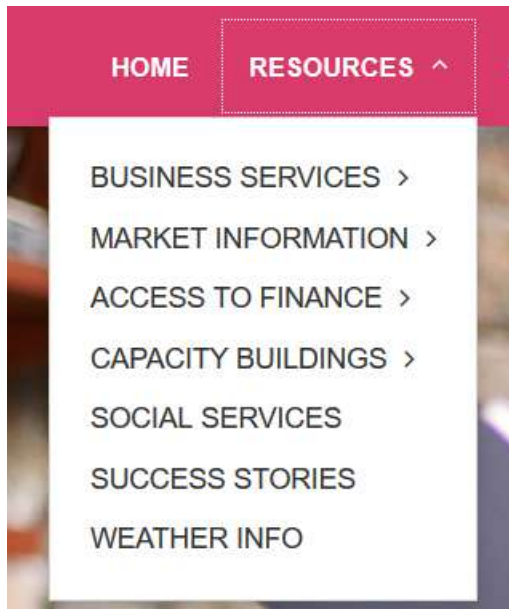 HOME RESOURCES
BUSINESS SERVICES
MARKET INFORMATION
ACCESS TO FINANCE
CAPACITY BUILDINGS
SOCIAL SERVICES
SUCCESS STORIES
WEATHER INFO